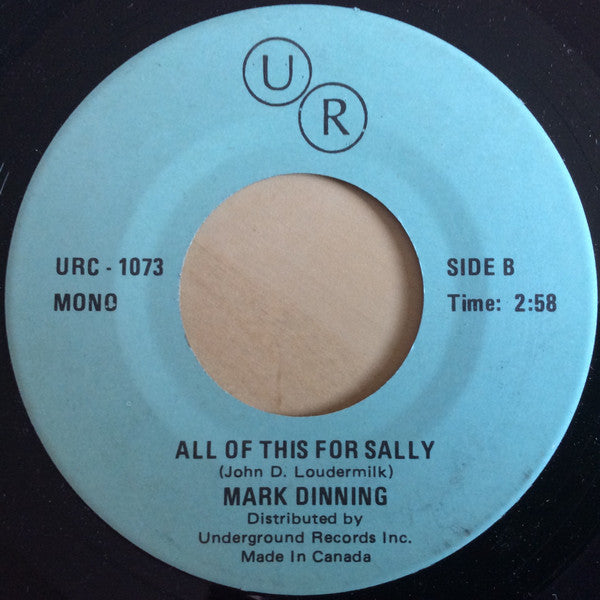 U
R
URC - 1073
MONO
SIDE B
Time: 2:58
ALL OF THIS FOR SALLY
(John D. Loudermilk)
MARK DINNING
Distributed by
Underground Records Inc.
Made In Canada